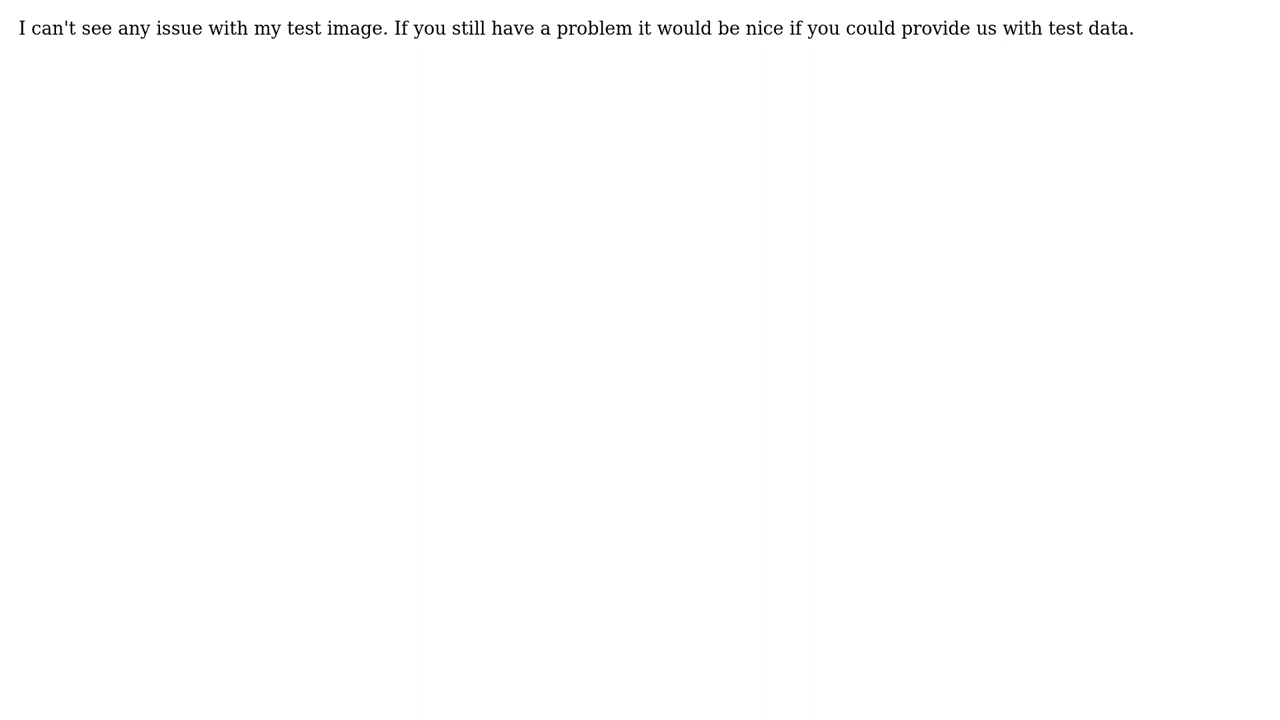 I can't see any issue with my test image. If you still have a problem it would be nice if you could provide us with test data.